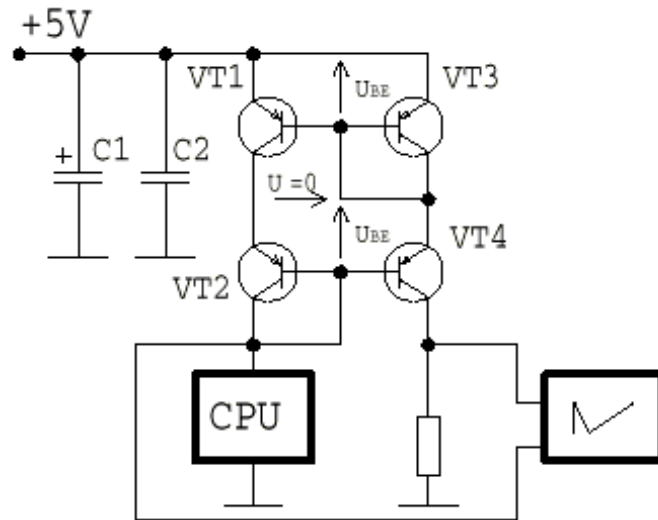 +5V
VT1
UBE
VT3
+
C1
C2
U =0
UBE
VT4
VT2
CPU